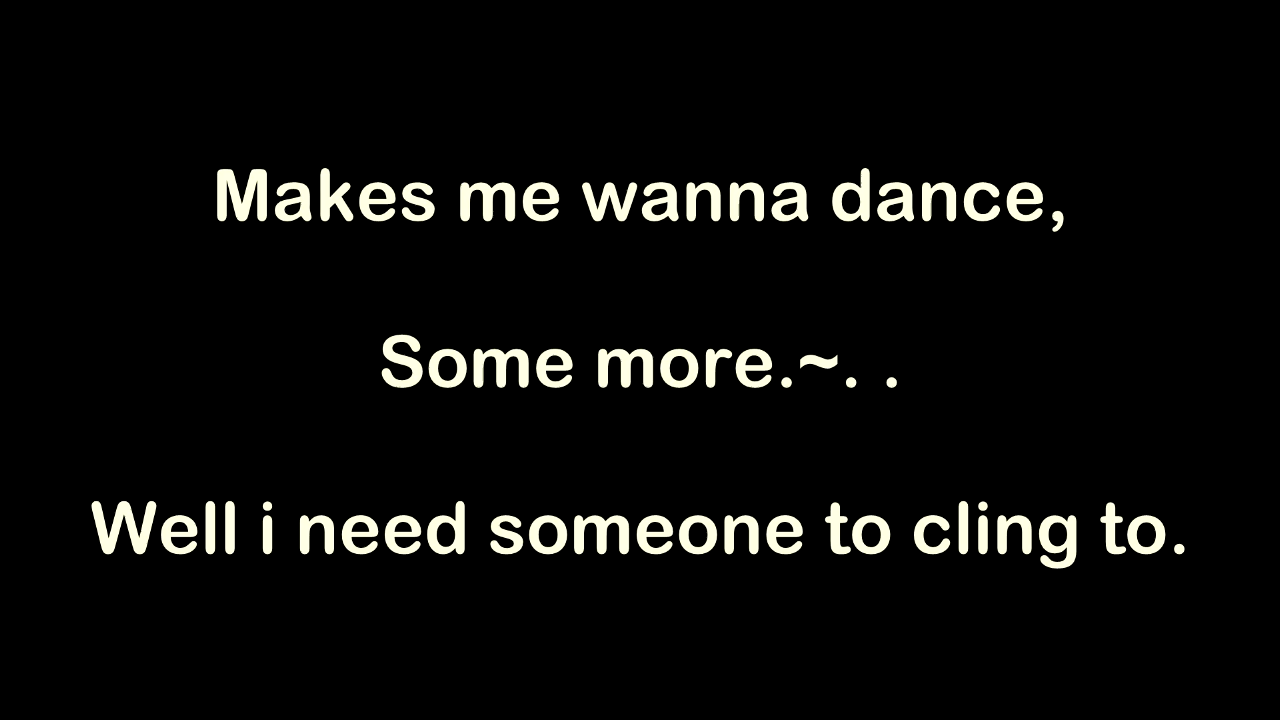 Makes me wanna dance,
Some more.~. .
Well i need someone to cling to.